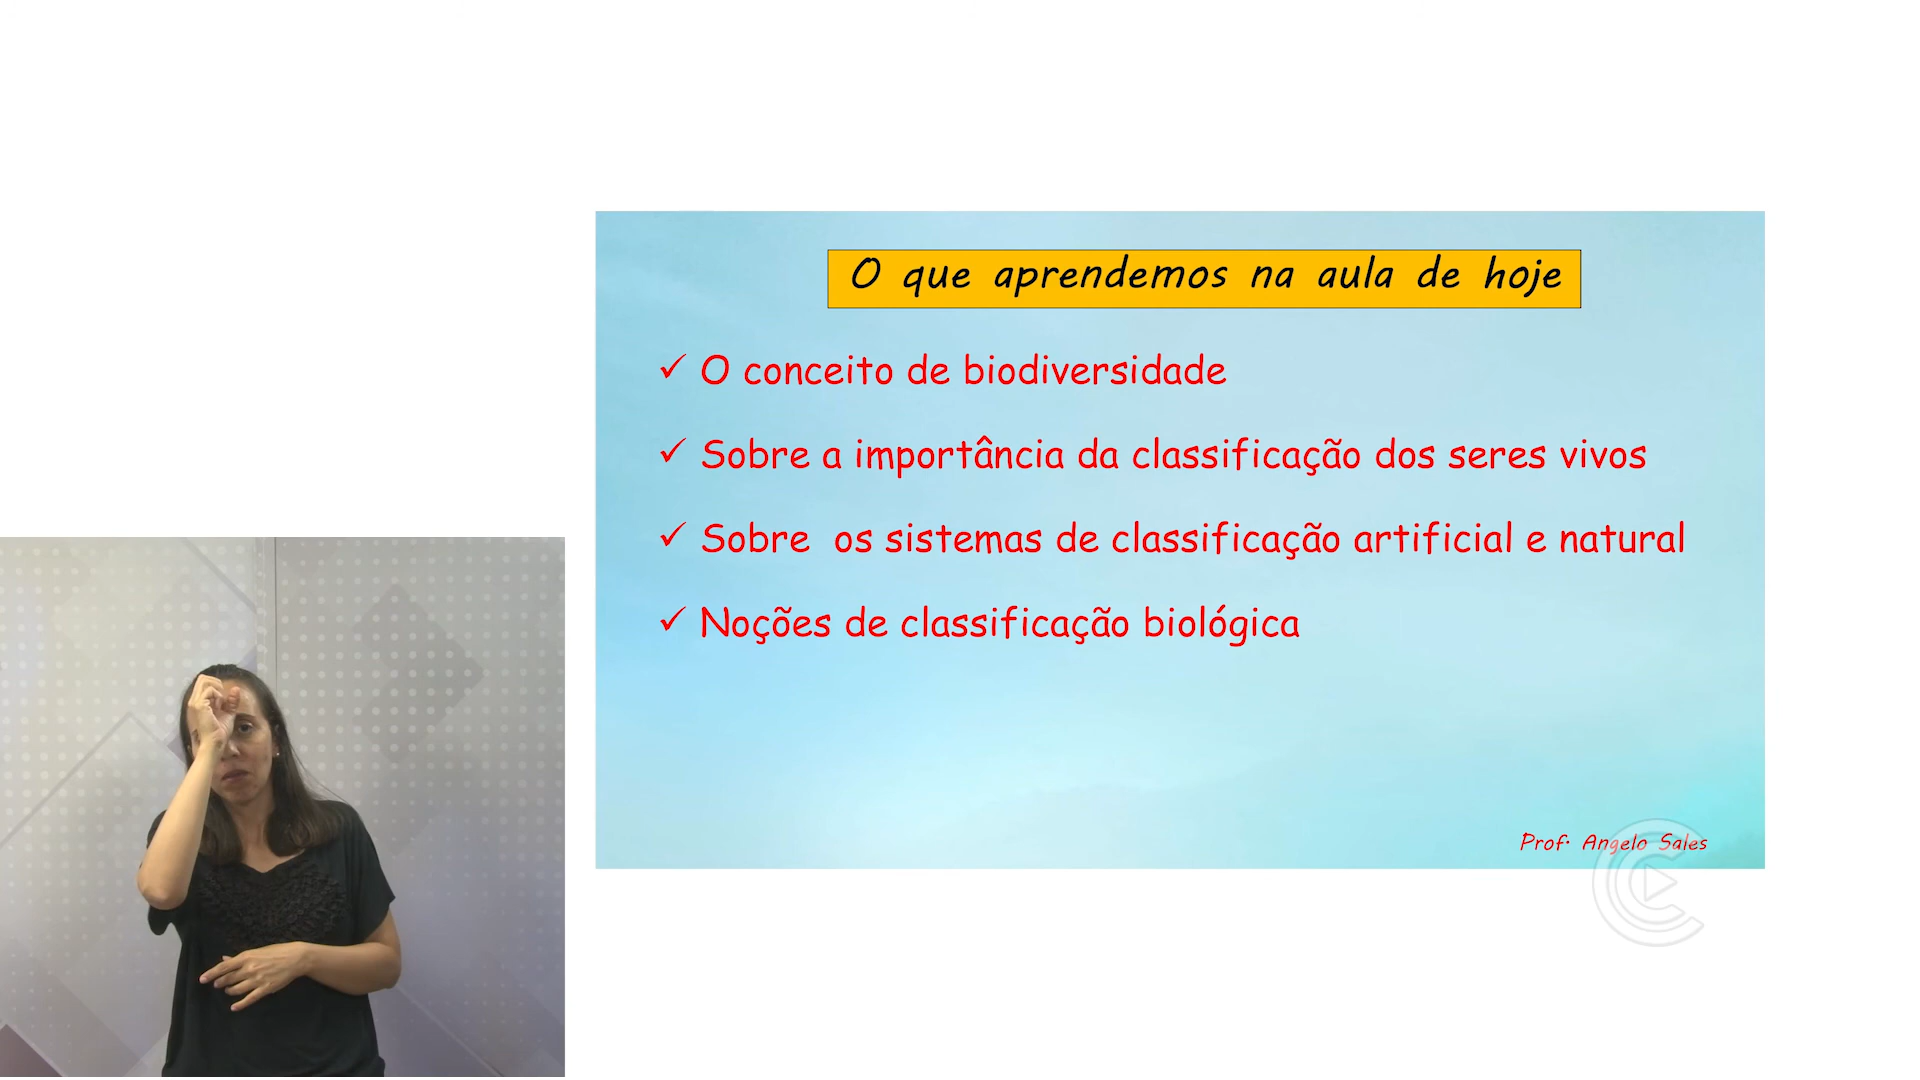 O que aprendemos na aula de hoje
✓ O conceito de biodiversidade
✓ Sobre a importância da classificação dos seres vivos
✓ Sobre os sistemas de classificação artificial e natural
✓ Noções de classificação biológica
Prof. Angelo Sales